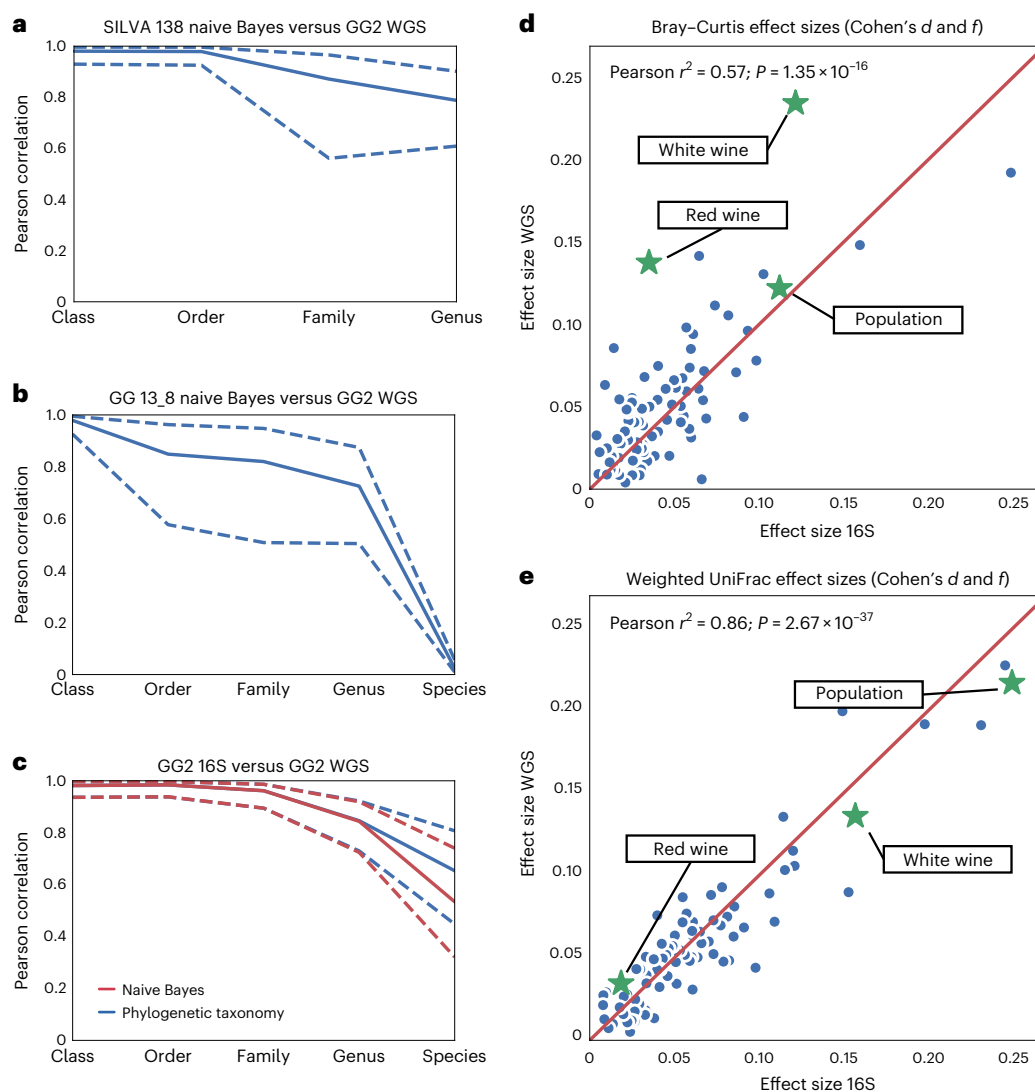 a
SILVA 138 naive Bayes versus GG2 WGS
Pearson correlation
1.0
0.8
0.6
0.4
0.2
0
Class Order Family Genus
b
GG 13_8 naive Bayes versus GG2 WGS
Pearson correlation
1.0
0.8
0.6
0.4
0.2
0
Class Order Family Genus Species
c
GG2 16S versus GG2 WGS
Pearson correlation
1.0
0.8
0.6
0.4
0.2
0
Naive Bayes
Phylogenetic taxonomy
Class Order Family Genus Species
d
Bray–Curtis effect sizes (Cohen's d and f)
Pearson r² = 0.57; P = 1.35 × 10⁻¹⁶
Effect size WGS
0.25
0.20
0.15
0.10
0.05
0
White wine
Red wine
Population
0 0.05 0.10 0.15 0.20 0.25
Effect size 16S
e
Weighted UniFrac effect sizes (Cohen's d and f)
Pearson r² = 0.86; P = 2.67 × 10⁻³⁷
Effect size WGS
0.25
0.20
0.15
0.10
0.05
0
Population
Red wine
White wine
0 0.05 0.10 0.15 0.20 0.25
Effect size 16S